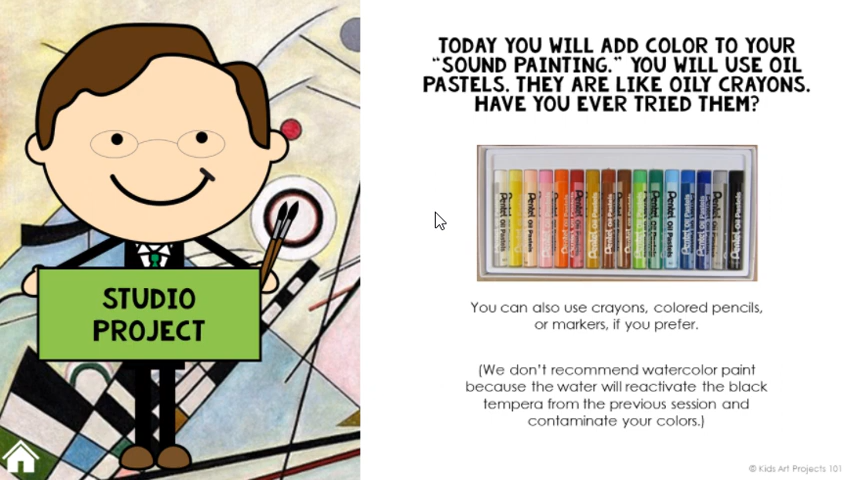 TODAY YOU WILL ADD COLOR TO YOUR
“SOUND PAINTING.” YOU WILL USE OIL
PASTELS. THEY ARE LIKE OILY CRAYONS.
HAVE YOU EVER TRIED THEM?
STUDIO
PROJECT
You can also use crayons, colored pencils,
or markers, if you prefer.
(We don’t recommend watercolor paint
because the water will reactivate the black
tempera from the previous session and
contaminate your colors.)
© Kids Art Projects 101